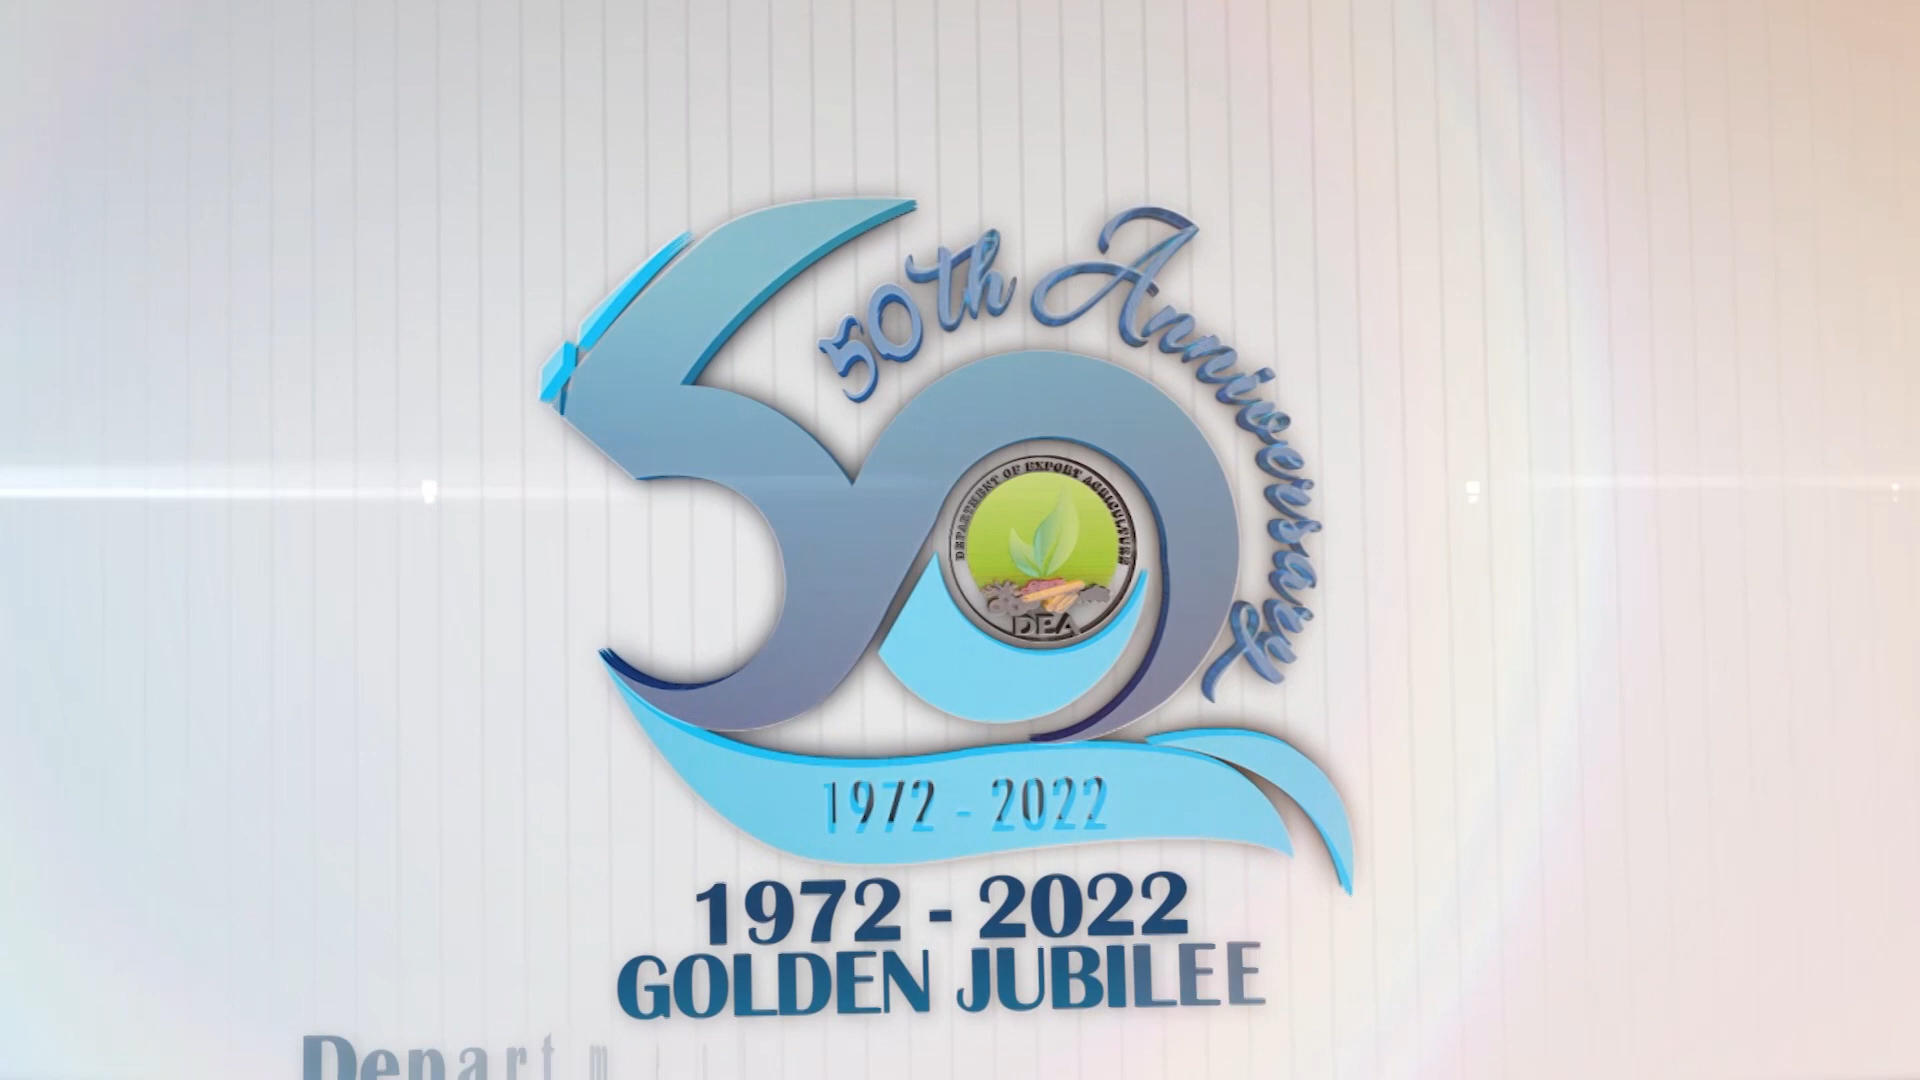 50th Anniversary
DEPARTMENT OF EXPORT AGRICULTURE
DEA
1972 - 2022
1972 - 2022
GOLDEN JUBILEE